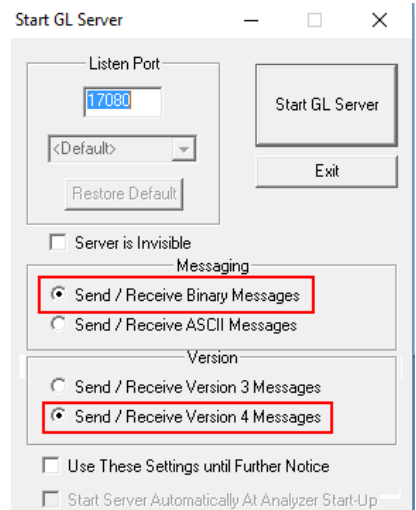 Start GL Server
Listen Port
17080
<Default>
Restore Default
Start GL Server
Exit
Server is Invisible
Messaging
Send / Receive Binary Messages
Send / Receive ASCII Messages
Version
Send / Receive Version 3 Messages
Send / Receive Version 4 Messages
Use These Settings until Further Notice
Start Server Automatically At Analyzer Start-Up